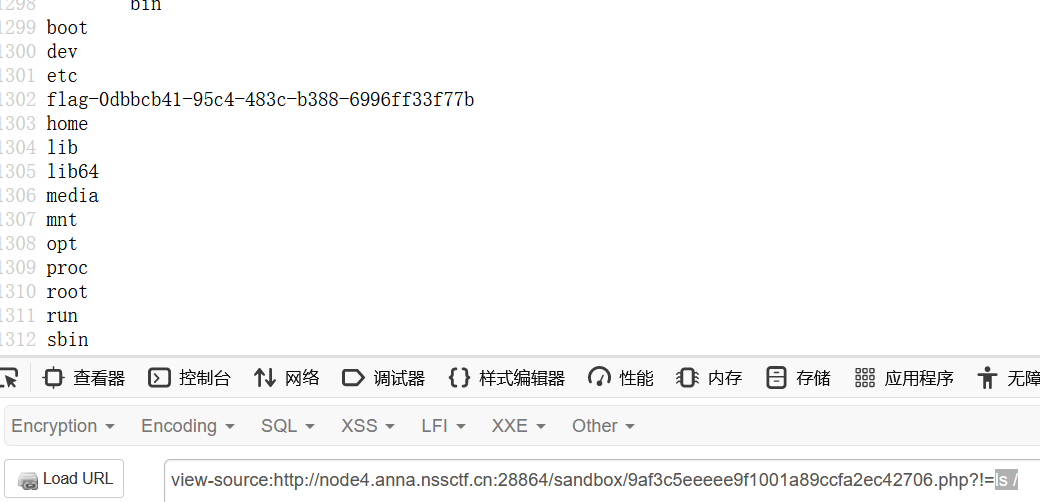 1298 bin
1299 boot
1300 dev
1301 etc
1302 flag-0dbbcb41-95c4-483c-b388-6996ff33f77b
1303 home
1304 lib
1305 lib64
1306 media
1307 mnt
1308 opt
1309 proc
1310 root
1311 run
1312 sbin
查看器 控制台 网络 调试器 样式编辑器 性能 内存 存储 应用程序 无障
Encryption Encoding SQL XSS LFI XXE Other
Load URL view-source:http://node4.anna.nssctf.cn:28864/sandbox/9af3c5eeeee9f1001a89ccfa2ec42706.php?!=ls /